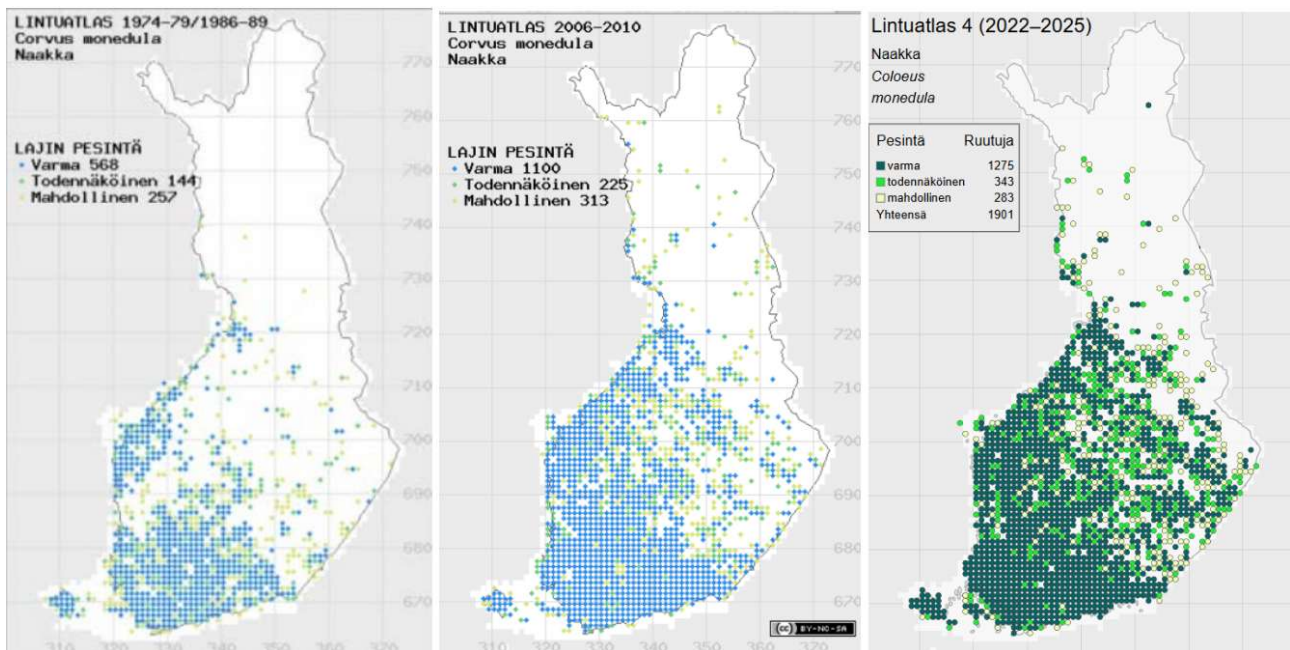 LINTUATLAS 1974-79/1986-89
Corvus monedula
Naakka
LAJIN PESINTÄ
Varma 568
Todennäköinen 144
Mahdollinen 257
770
760
750
740
730
720
710
700
690
680
670
310 320 330 340 350 360 370
LINTUATLAS 2006-2010
Corvus monedula
Naakka
LAJIN PESINTÄ
Varma 1100
Todennäköinen 225
Mahdollinen 313
770
760
750
740
730
720
710
700
690
680
670
310 320 330 340 350 360 370
cc BY-NC-SA
Lintuatlas 4 (2022–2025)
Naakka
Coloeus
monedula
Pesintä Ruutuja
varma 1275
todennäköinen 343
mahdollinen 283
Yhteensä 1901